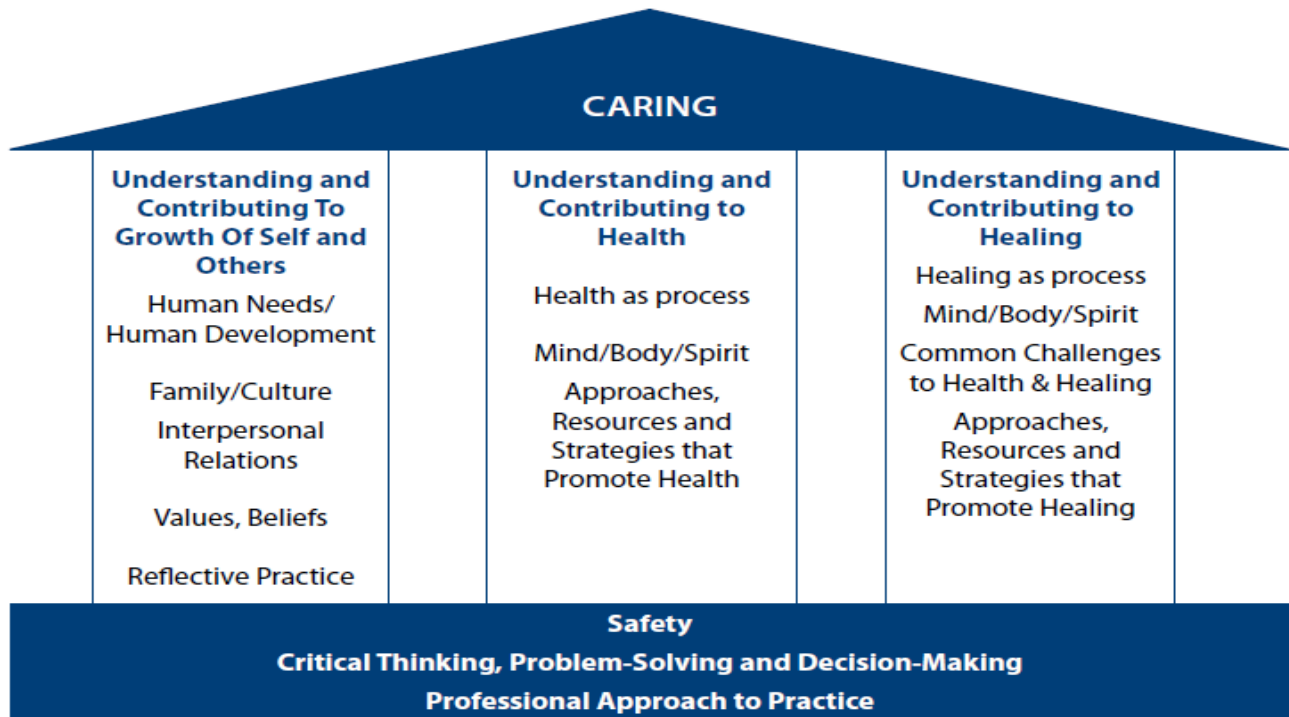 CARING
Understanding and
Contributing To
Growth Of Self and
Others
Human Needs/
Human Development
Family/Culture
Interpersonal
Relations
Values, Beliefs
Reflective Practice
Understanding and
Contributing to
Health
Health as process
Mind/Body/Spirit
Approaches,
Resources and
Strategies that
Promote Health
Understanding and
Contributing to
Healing
Healing as process
Mind/Body/Spirit
Common Challenges
to Health & Healing
Approaches,
Resources and
Strategies that
Promote Healing
Safety
Critical Thinking, Problem-Solving and Decision-Making
Professional Approach to Practice